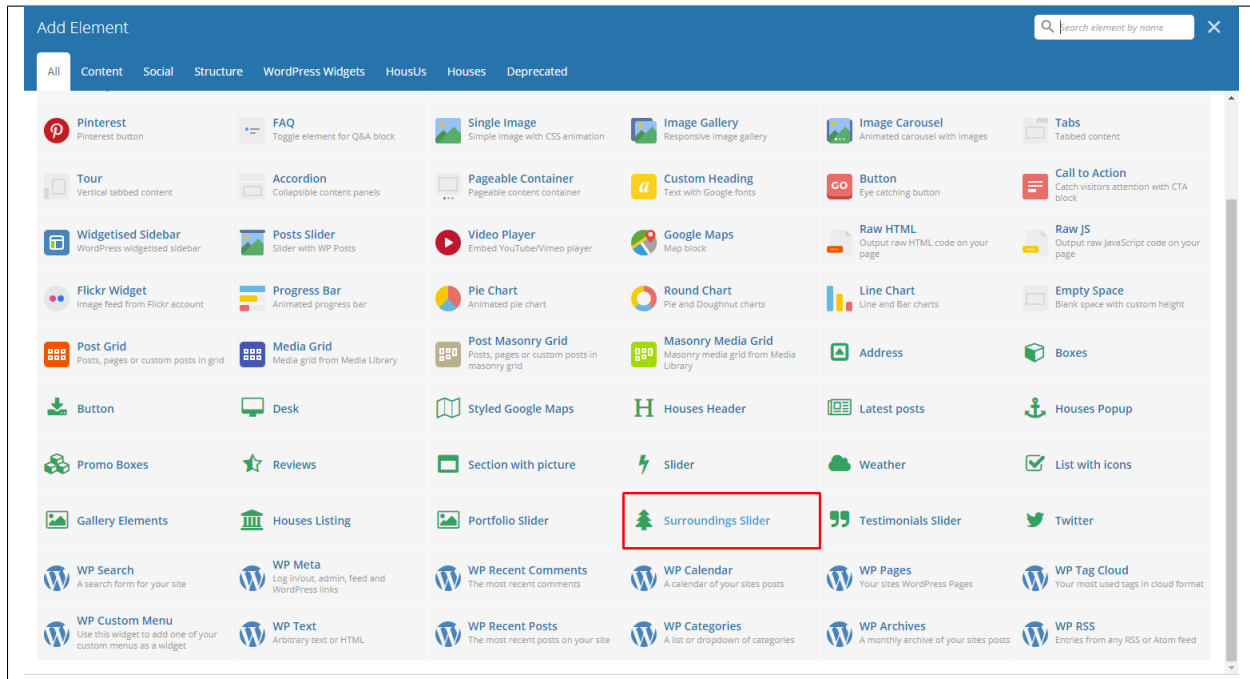 Add Element
Search element by name
All Content Social Structure WordPress Widgets HousUs Houses Deprecated
Pinterest
Pinterest button
FAQ
Toggle element for Q&A block
Single Image
Simple image with CSS animation
Image Gallery
Responsive image gallery
Image Carousel
Animated carousel with images
Tabs
Tabbed content
Tour
Vertical tabbed content
Accordion
Collapsible content panels
Pageable Container
Pageable content container
a
Custom Heading
Text with Google fonts
GO
Button
Eye catching button
Call to Action
Catch visitors attention with CTA
block
Widgetised Sidebar
WordPress widgetised sidebar
Posts Slider
Slider with WP Posts
Video Player
Embed YouTube/Vimeo player
Google Maps
Map block
Raw HTML
Output raw HTML code on your
page
Raw JS
Output raw JavaScript code on your
page
Flickr Widget
Image feed from Flickr account
Progress Bar
Animated progress bar
Pie Chart
Animated pie chart
Round Chart
Pie and Doughnut charts
Line Chart
Line and Bar charts
Empty Space
Blank space with custom height
Post Grid
Posts, pages or custom posts in grid
Media Grid
Media grid from Media Library
Post Masonry Grid
Posts, pages or custom posts in
masonry grid
Masonry Media Grid
Masonry media grid from Media
Library
Address
Boxes
Button
Desk
Styled Google Maps
H
Houses Header
Latest posts
Houses Popup
Promo Boxes
Reviews
Section with picture
Slider
Weather
List with icons
Gallery Elements
Houses Listing
Portfolio Slider
Surroundings Slider
Testimonials Slider
Twitter
WP Search
A search form for your site
WP Meta
Log in/out, admin, feed and
WordPress links
WP Recent Comments
The most recent comments
WP Calendar
A calendar of your sites posts
WP Pages
Your sites WordPress Pages
WP Tag Cloud
Your most used tags in cloud format
WP Custom Menu
Use this widget to add one of your
custom menus as a widget
WP Text
Arbitrary text or HTML
WP Recent Posts
The most recent posts on your site
WP Categories
A list or dropdown of categories
WP Archives
A monthly archive of your sites posts
WP RSS
Entries from any RSS or Atom feed